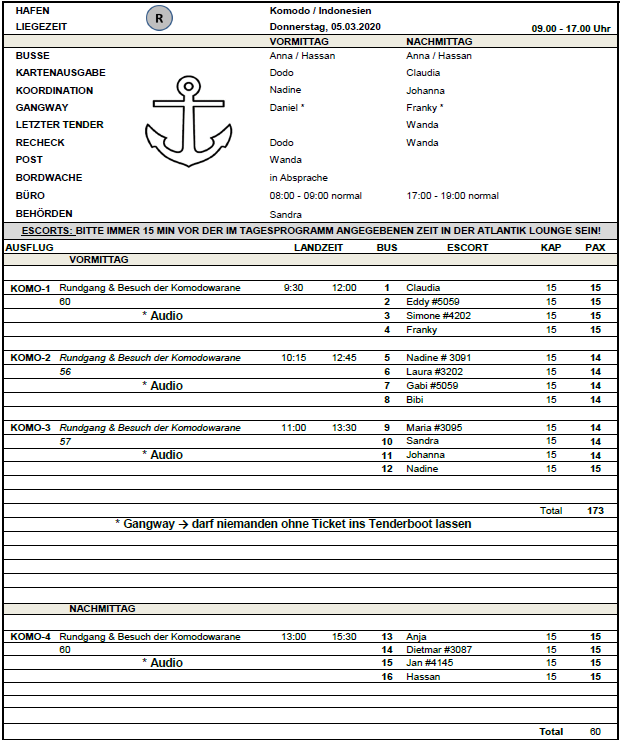 HAFEN R Komodo / Indonesien
LIEGEZEIT Donnerstag, 05.03.2020 09.00 - 17.00 Uhr
VORMITTAG NACHMITTAG
BUSSE Anna / Hassan Anna / Hassan
KARTENAUSGABE Dodo Claudia
KOORDINATION Nadine Johanna
GANGWAY Daniel * Franky *
LETZTER TENDER Wanda
RECHECK Dodo Wanda
POST Wanda
BORDWACHE in Absprache
BÜRO 08:00 - 09:00 normal 17:00 - 19:00 normal
BEHÖRDEN Sandra
ESCORTS: BITTE IMMER 15 MIN VOR DER IM TAGESPROGRAMM ANGEGEBENEN ZEIT IN DER ATLANTIK LOUNGE SEIN!
AUSFLUG LANDZEIT BUS ESCORT KAP PAX
VORMITTAG
KOMO-1 Rundgang & Besuch der Komodowarane 9:30 12:00 1 Claudia 15 15
60 2 Eddy #5059 15 15
* Audio 3 Simone #4202 15 15
4 Franky 15 15
KOMO-2 Rundgang & Besuch der Komodowarane 10:15 12:45 5 Nadine # 3091 15 14
56 6 Laura #3202 15 14
* Audio 7 Gabi #5059 15 14
8 Bibi 15 14
KOMO-3 Rundgang & Besuch der Komodowarane 11:00 13:30 9 Maria #3095 15 14
57 10 Sandra 15 14
* Audio 11 Johanna 15 14
12 Nadine 15 15
Total 173
* Gangway → darf niemanden ohne Ticket ins Tenderboot lassen
NACHMITTAG
KOMO-4 Rundgang & Besuch der Komodowarane 13:00 15:30 13 Anja 15 15
60 14 Dietmar #3087 15 15
* Audio 15 Jan #4145 15 15
16 Hassan 15 15
Total 60